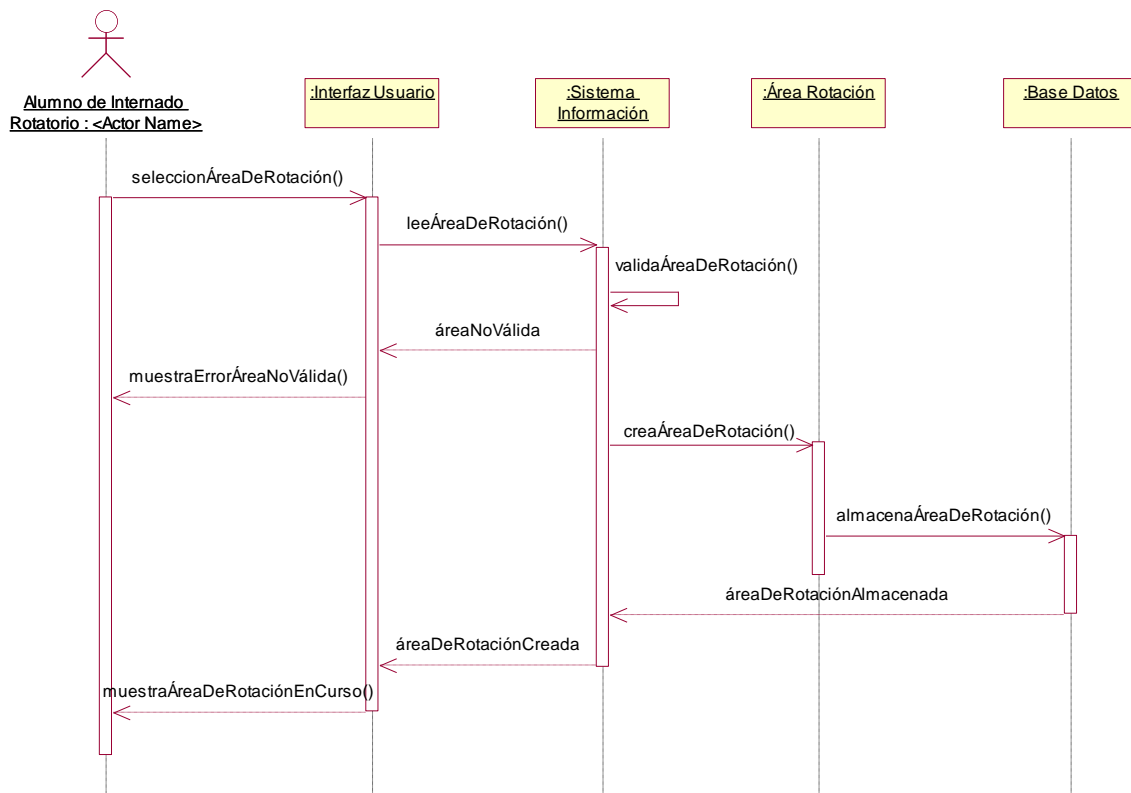 Alumno de Internado
Rotatorio : <Actor Name>
:Interfaz Usuario
:Sistema
Información
:Área Rotación
:Base Datos
seleccionÁreaDeRotación()
leeÁreaDeRotación()
validaÁreaDeRotación()
áreaNoVálida
muestraErrorÁreaNoVálida()
creaÁreaDeRotación()
almacenaÁreaDeRotación()
áreaDeRotaciónAlmacenada
áreaDeRotaciónCreada
muestraÁreaDeRotaciónEnCurso()